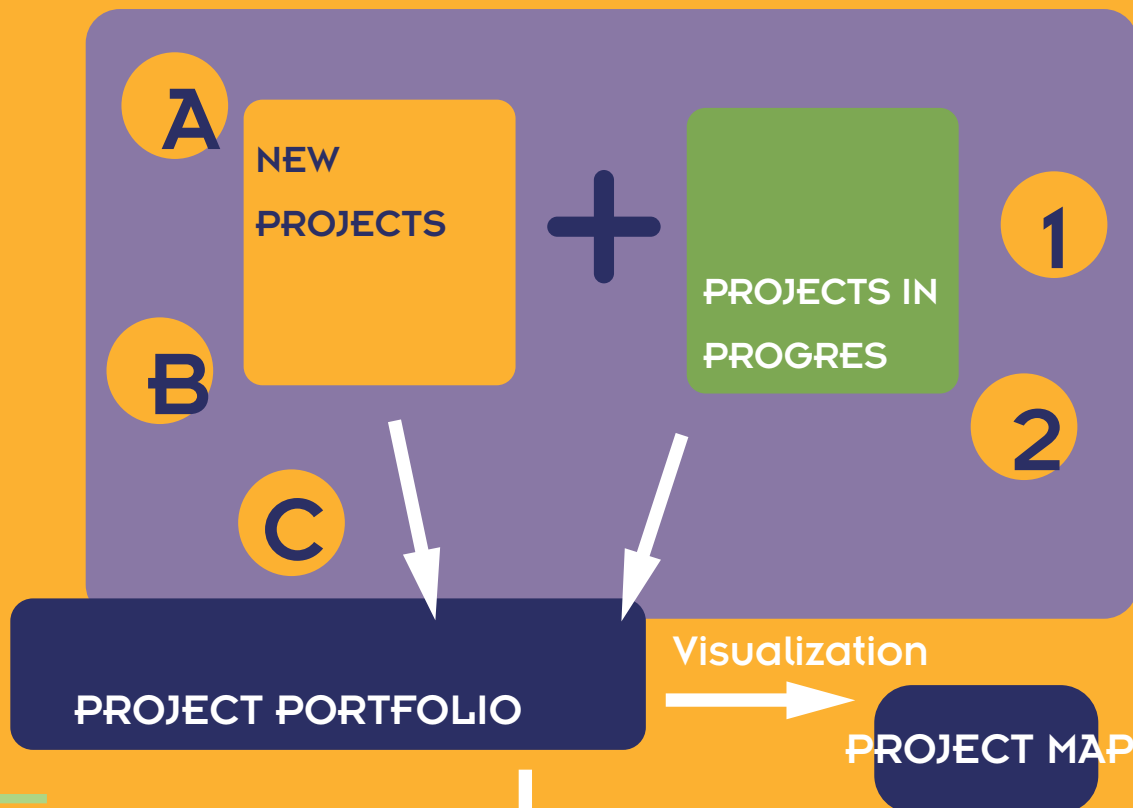 A
NEW
PROJECTS
1
PROJECTS IN
PROGRES
B
2
C
Visualization
PROJECT PORTFOLIO
PROJECT MAP